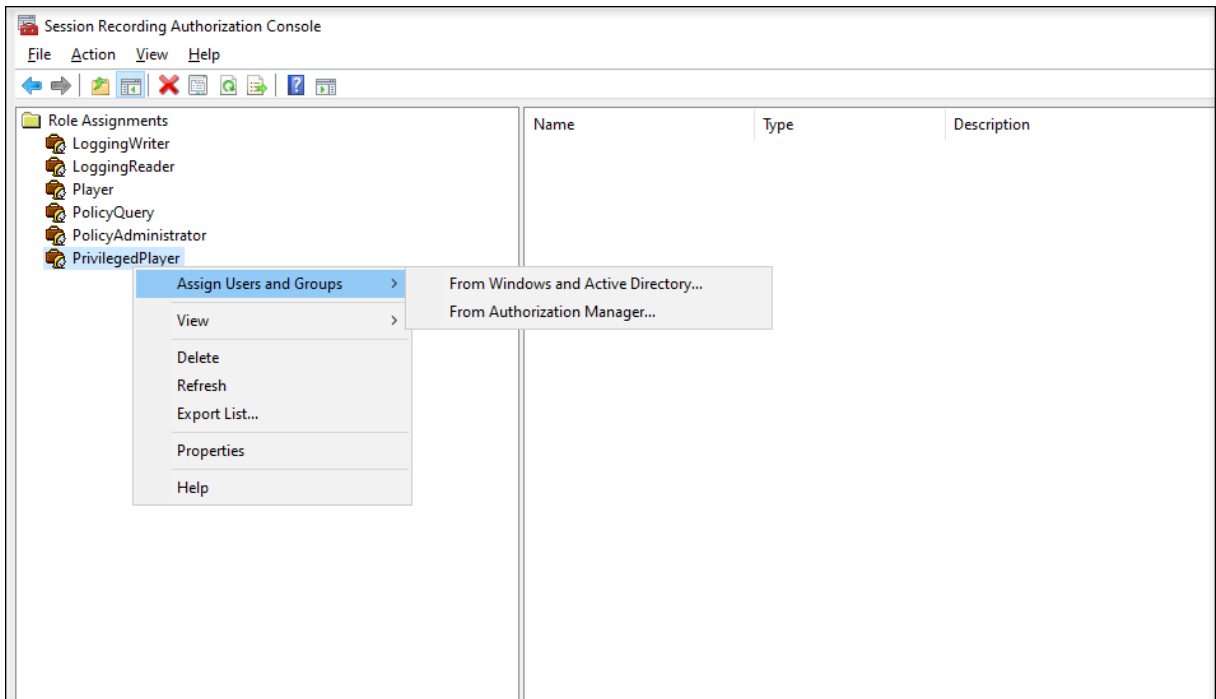 Session Recording Authorization Console
File Action View Help
Role Assignments
LoggingWriter
LoggingReader
Player
PolicyQuery
PolicyAdministrator
PrivilegedPlayer
Name Type Description
Assign Users and Groups
View
Delete
Refresh
Export List...
Properties
Help
From Windows and Active Directory...
From Authorization Manager...